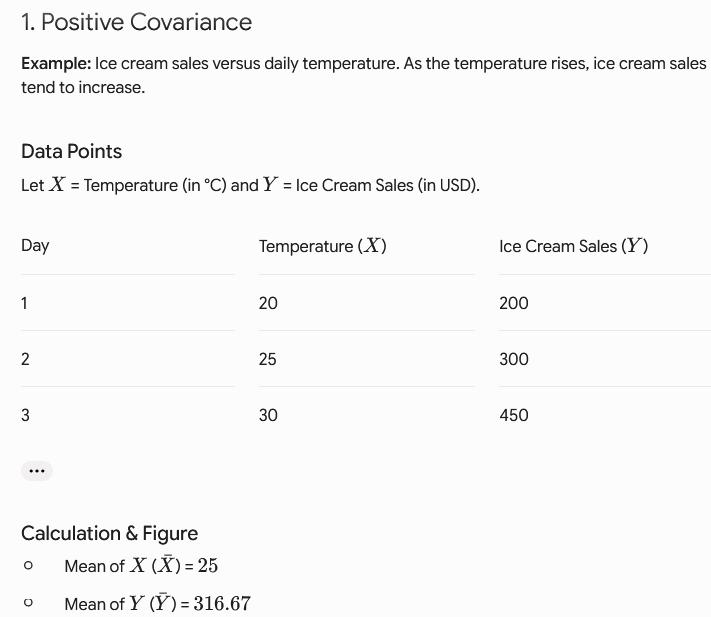 1. Positive Covariance
Example: Ice cream sales versus daily temperature. As the temperature rises, ice cream sales
tend to increase.
Data Points
Let X = Temperature (in °C) and Y = Ice Cream Sales (in USD).
Day Temperature (X) Ice Cream Sales (Y)
1 20 200
2 25 300
3 30 450
...
Calculation & Figure
Mean of X (X̄) = 25
Mean of Y (Ȳ) = 316.67